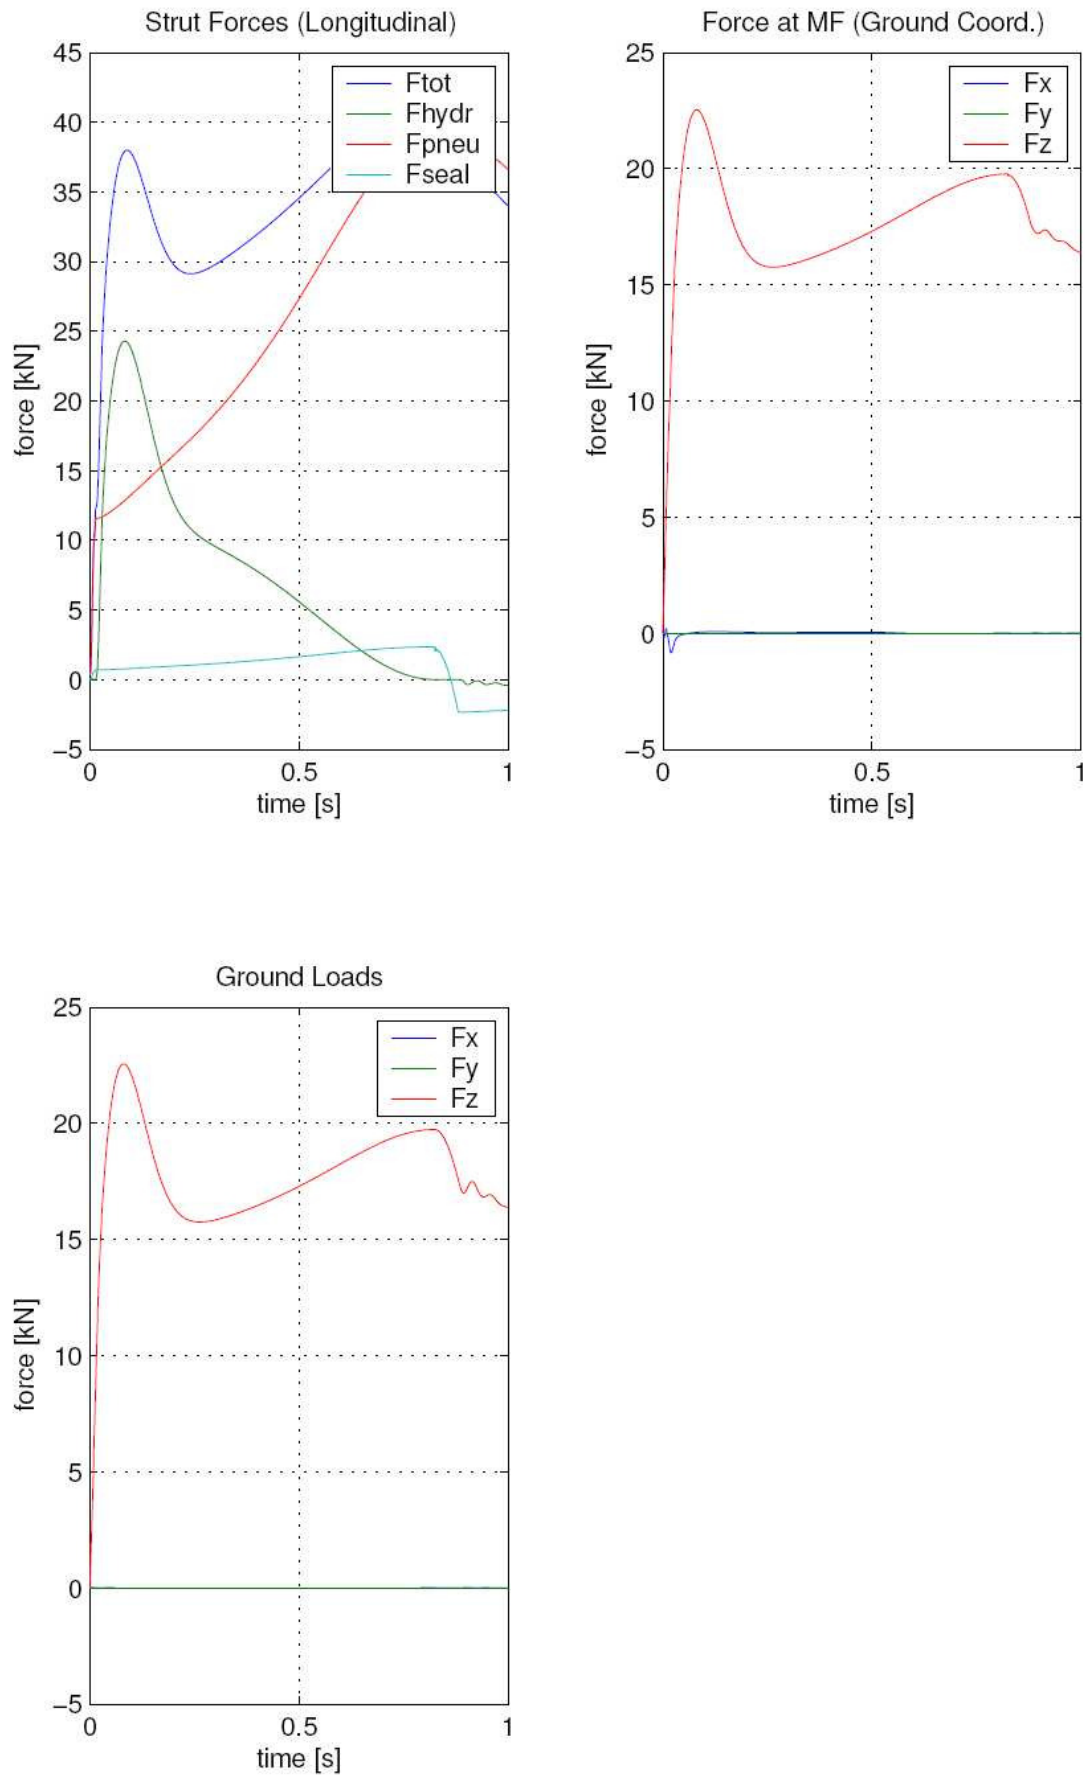 Strut Forces (Longitudinal)
45
40
35
30
25
20
15
10
5
0
−5
force [kN]
Ftot
Fhydr
Fpneu
Fseal
0
0.5
1
time [s]
Force at MF (Ground Coord.)
25
20
15
10
5
0
−5
force [kN]
Fx
Fy
Fz
0
0.5
1
time [s]
Ground Loads
25
20
15
10
5
0
−5
force [kN]
Fx
Fy
Fz
0
0.5
1
time [s]